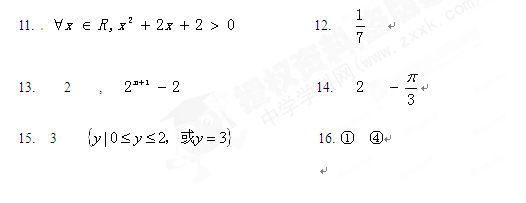 11. . ∀x ∈ R, x² + 2x + 2 > 0 12. 1/7
13. 2 , 2ⁿ⁺¹ − 2 14. 2 −π/3
15. 3 {y | 0 ≤ y ≤ 2, 或y = 3} 16. ① ④